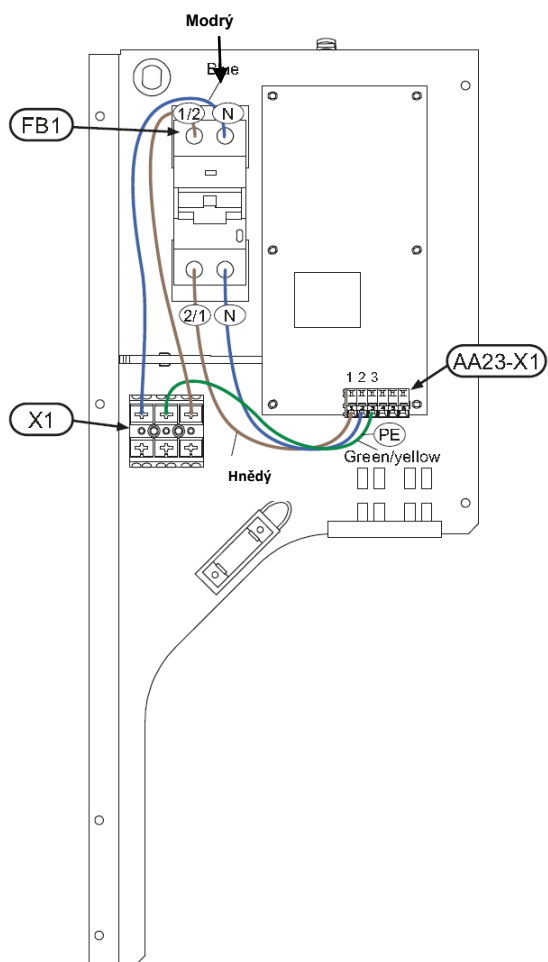 Modrý
Blue
FB1
1/2
N
2/1
N
1 2 3
AA23-X1
X1
PE
Green/yellow
Hnědý